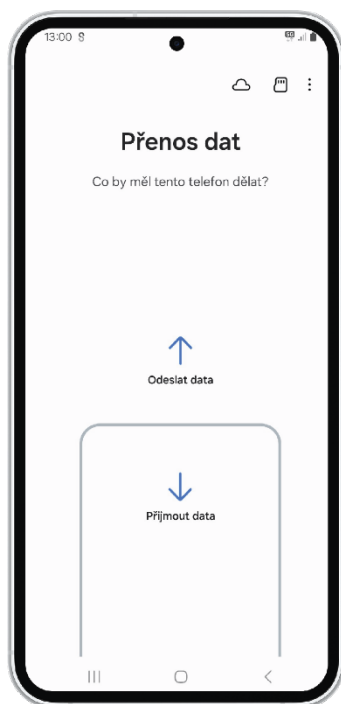 13:00
Přenos dat
Co by měl tento telefon dělat?
Odeslat data
Přijmout data